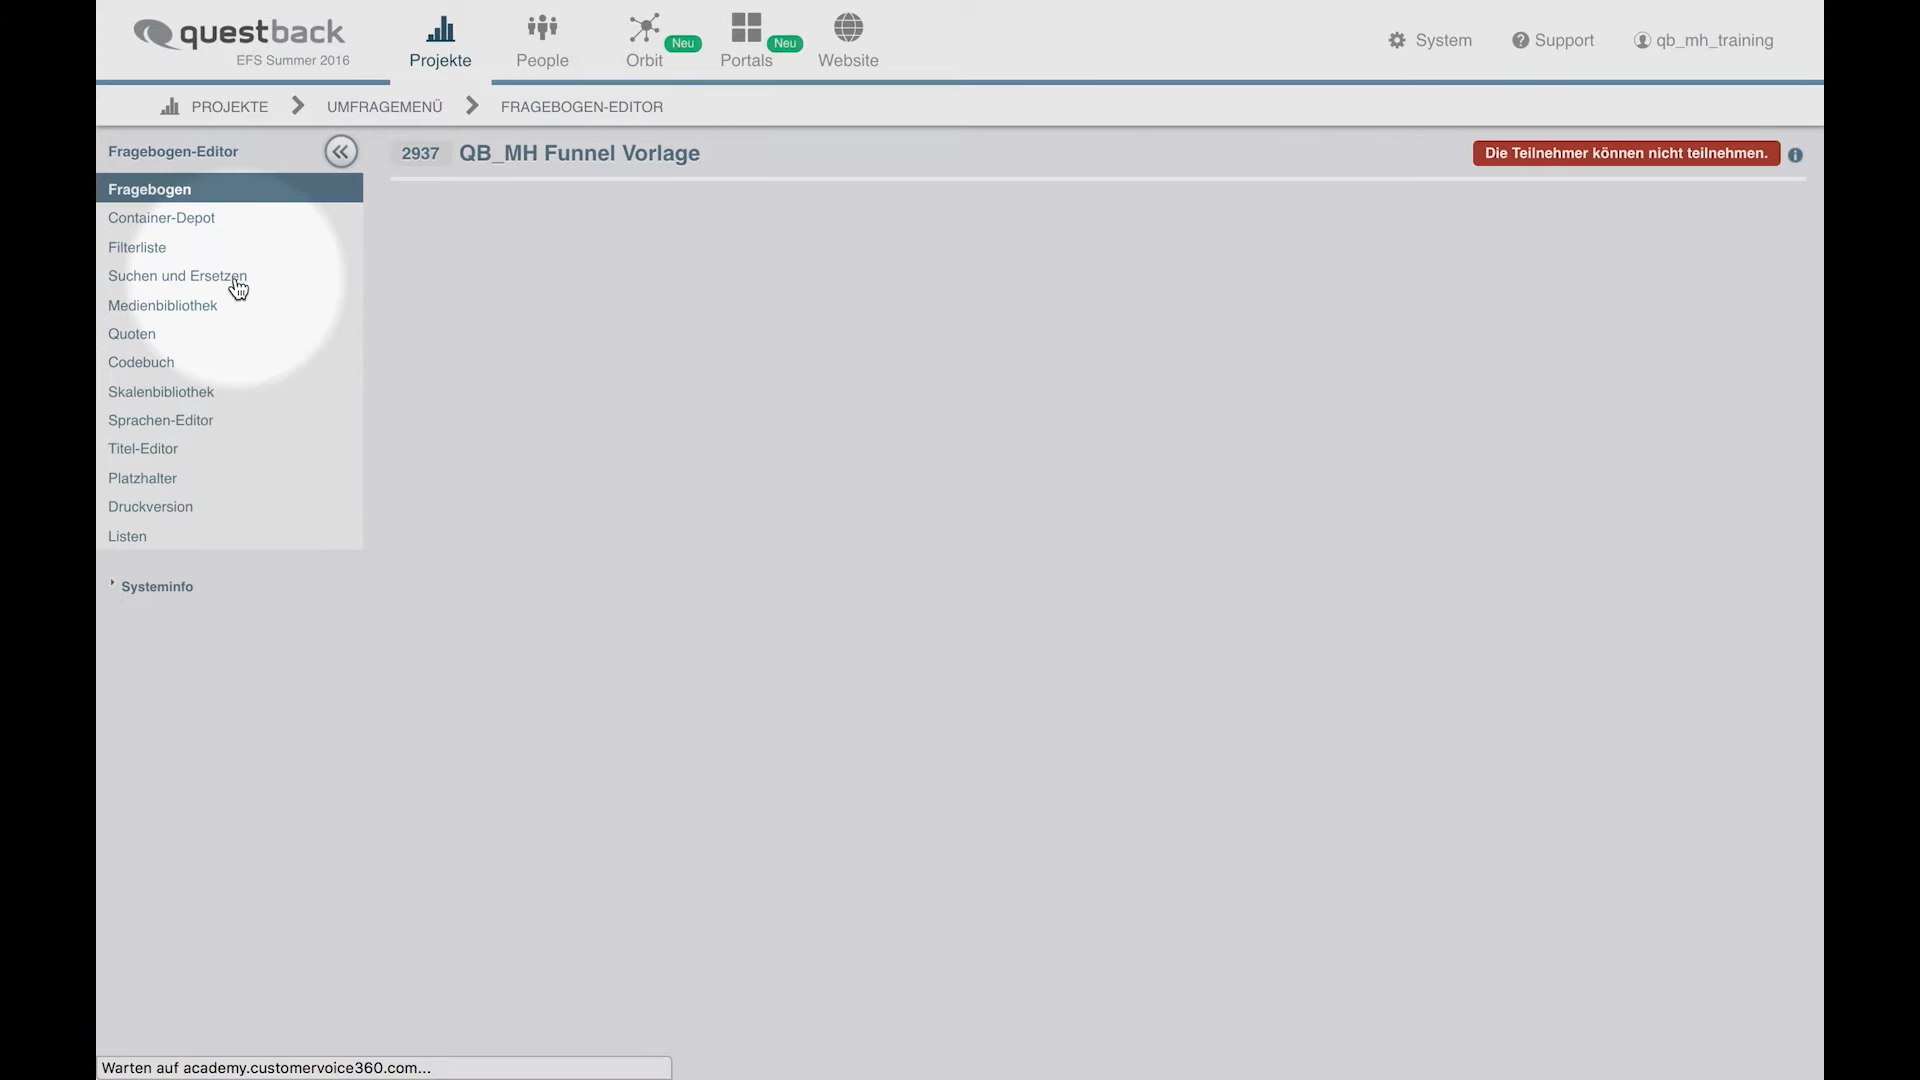 questback
EFS Summer 2016
Projekte
People
Orbit
Neu
Portals
Neu
Website
System
Support
qb_mh_training
PROJEKTE
UMFRAGEMENÜ
FRAGEBOGEN-EDITOR
Fragebogen-Editor
2937
QB_MH Funnel Vorlage
Die Teilnehmer können nicht teilnehmen.
Fragebogen
Container-Depot
Filterliste
Suchen und Ersetzen
Medienbibliothek
Quoten
Codebuch
Skalenbibliothek
Sprachen-Editor
Titel-Editor
Platzhalter
Druckversion
Listen
Systeminfo
Warten auf academy.customervoice360.com...